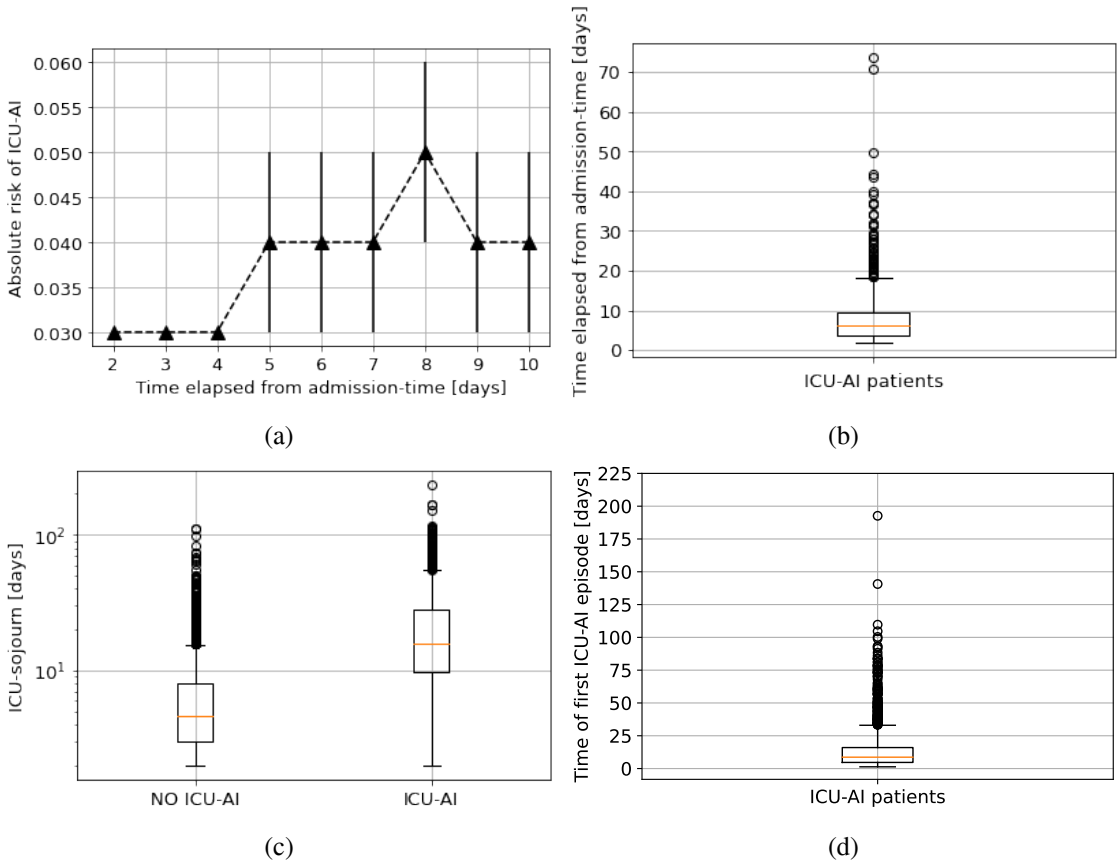 0.060
0.055
0.050
0.045
0.040
0.035
0.030
Absolute risk of ICU-AI
2 3 4 5 6 7 8 9 10
Time elapsed from admission-time [days]
(a)
70
60
50
40
30
20
10
0
Time elapsed from admission-time [days]
ICU-AI patients
(b)
10²
10¹
ICU-sojourn [days]
NO ICU-AI ICU-AI
(c)
225
200
175
150
125
100
75
50
25
0
Time of first ICU-AI episode [days]
ICU-AI patients
(d)